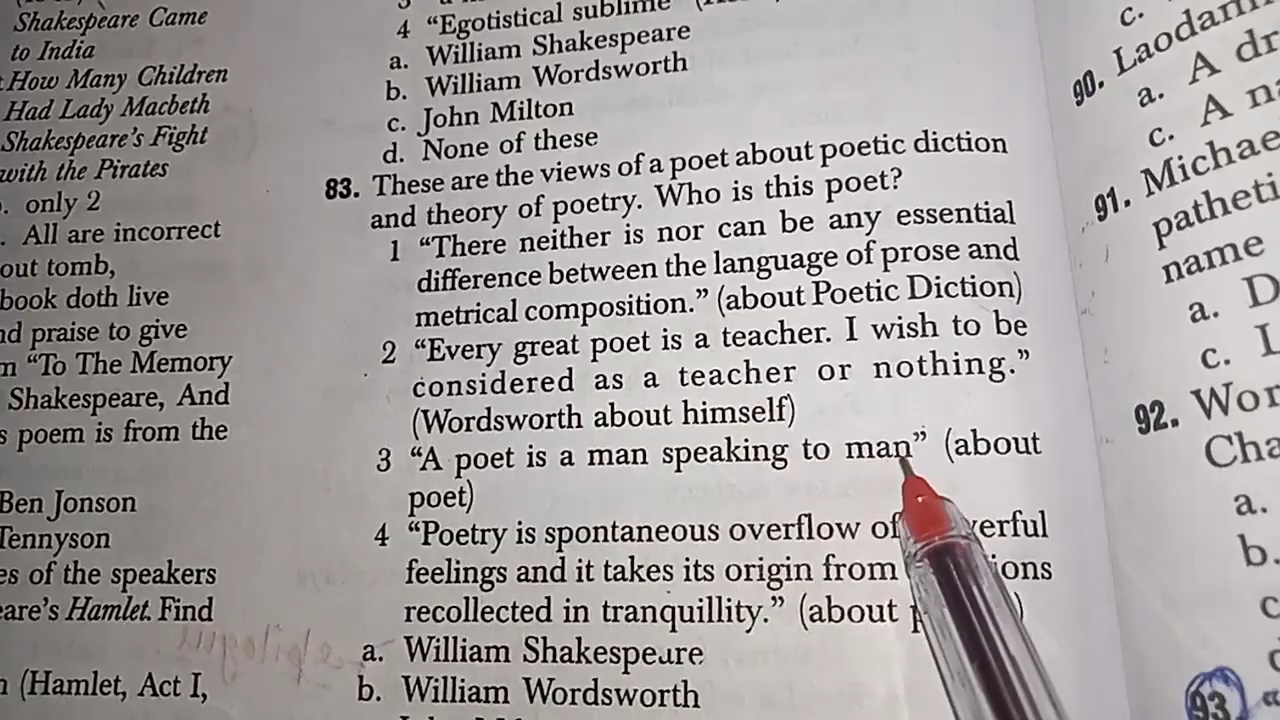 Shakespeare Came
to India
How Many Children
Had Lady Macbeth
Shakespeare's Fight
with the Pirates
only 2
All are incorrect
out tomb,
book doth live
nd praise to give
m "To The Memory
Shakespeare, And
s poem is from the
Ben Jonson
Tennyson
es of the speakers
eare's Hamlet. Find
(Hamlet, Act I,
4 "Egotistical sublime"
a. William Shakespeare
b. William Wordsworth
c. John Milton
d. None of these
83. These are the views of a poet about poetic diction
and theory of poetry. Who is this poet?
1 "There neither is nor can be any essential
difference between the language of prose and
metrical composition." (about Poetic Diction)
2 "Every great poet is a teacher. I wish to be
considered as a teacher or nothing."
(Wordsworth about himself)
3 "A poet is a man speaking to man" (about
poet)
4 "Poetry is spontaneous overflow of erful
feelings and it takes its origin from ions
recollected in tranquillity." (about p )
a. William Shakespeare
b. William Wordsworth
c.
90. Laodam
a. A dr
c. A na
91. Michae
patheti
name
a. D
c. L
92. Wor
Cha
a.
b.
c
93